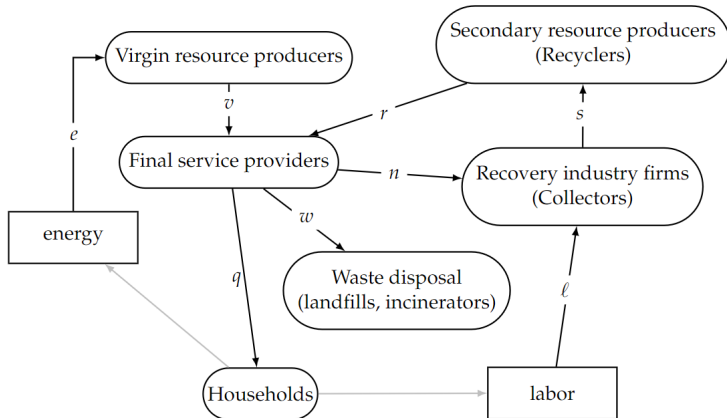 Secondary resource producers
(Recyclers)
Virgin resource producers
v
r
s
e
Final service providers
n
Recovery industry firms
(Collectors)
w
energy
Waste disposal
(landfills, incinerators)
q
ℓ
Households
labor